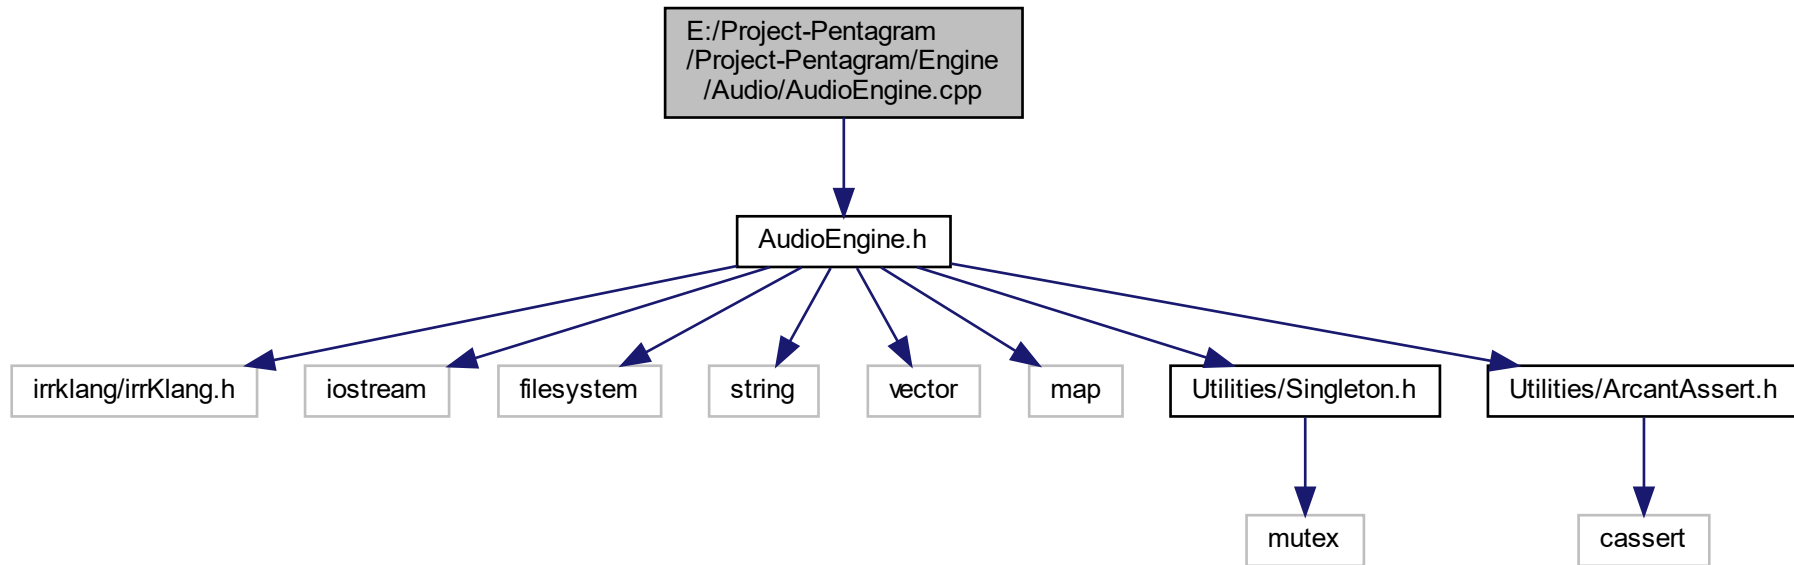 E:/Project-Pentagram
/Project-Pentagram/Engine
/Audio/AudioEngine.cpp
AudioEngine.h
irrklang/irrKlang.h
iostream
filesystem
string
vector
map
Utilities/Singleton.h
Utilities/ArcantAssert.h
mutex
cassert